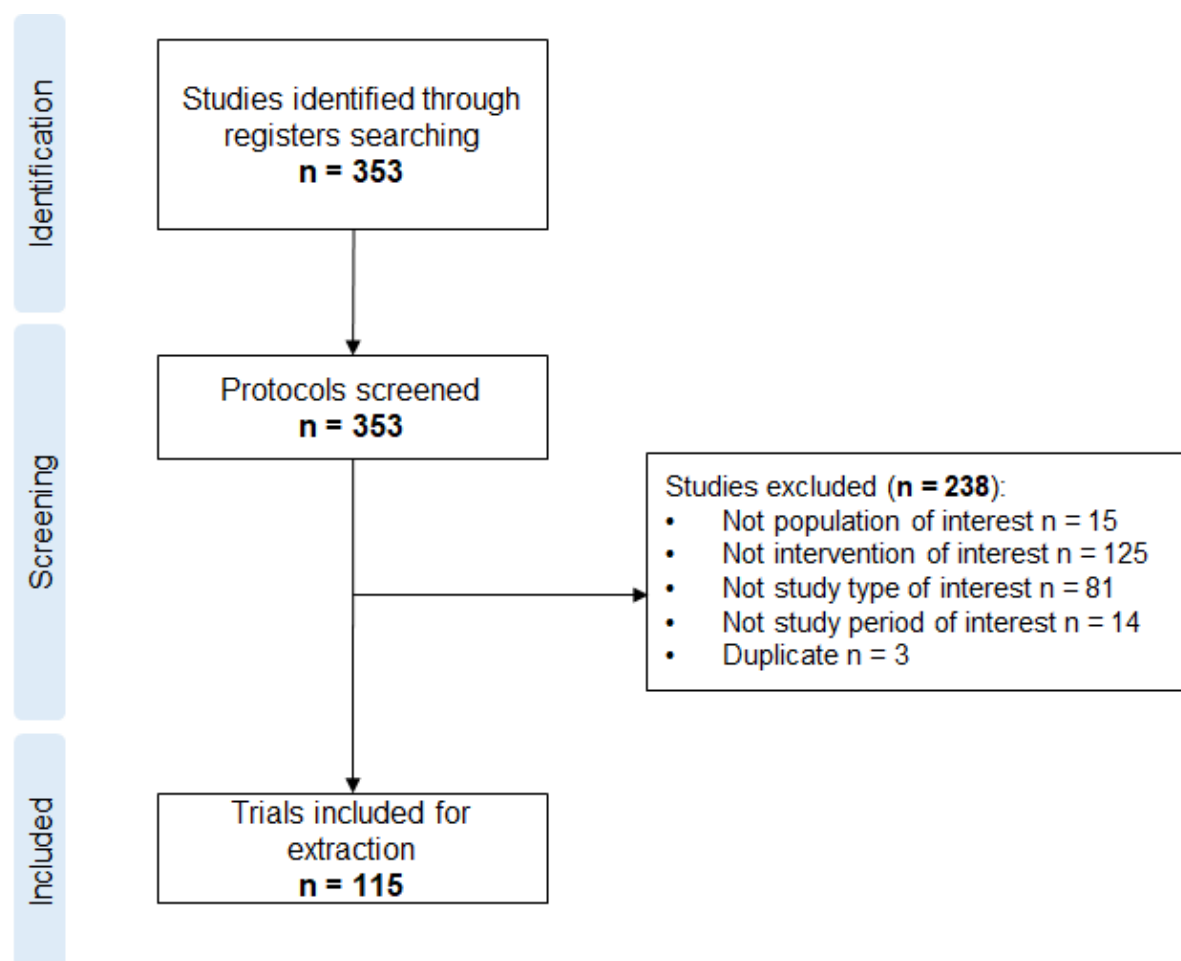 Identification
Studies identified through
registers searching
n = 353
Screening
Protocols screened
n = 353
Studies excluded (n = 238):
• Not population of interest n = 15
• Not intervention of interest n = 125
• Not study type of interest n = 81
• Not study period of interest n = 14
• Duplicate n = 3
Included
Trials included for
extraction
n = 115